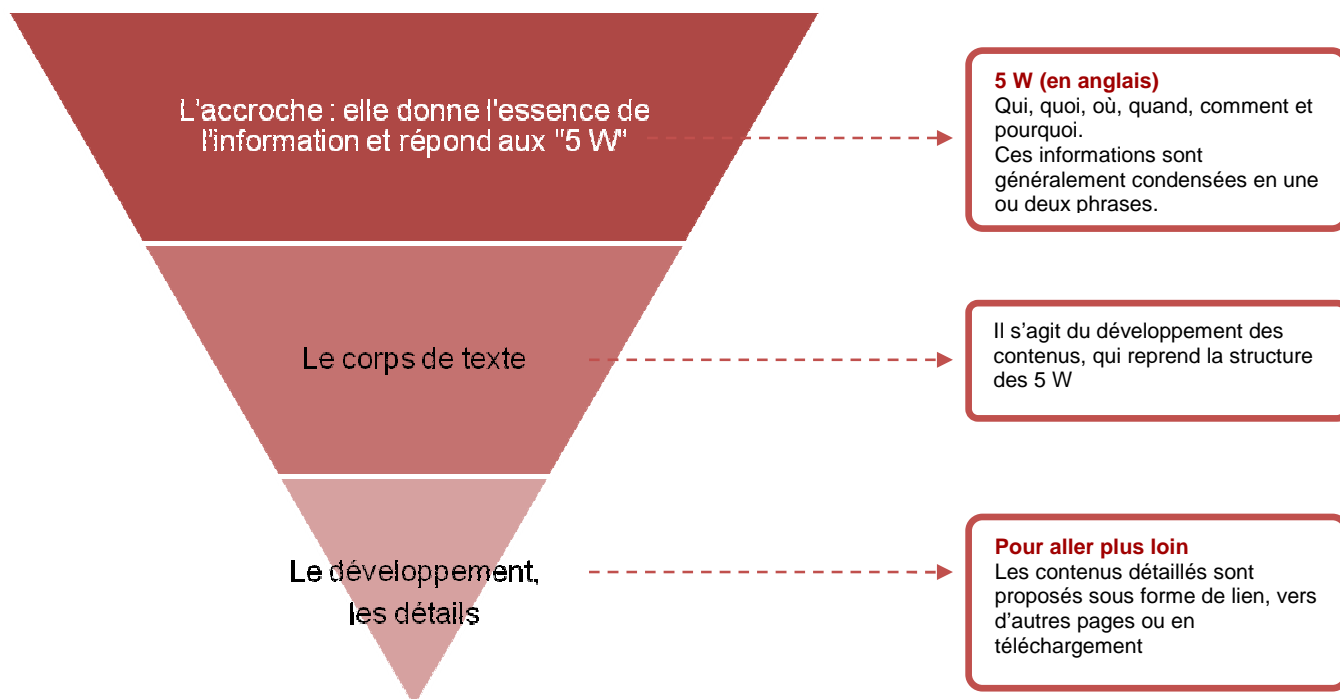 L'accroche : elle donne l'essence de
l'information et répond aux "5 W"
5 W (en anglais)
Qui, quoi, où, quand, comment et
pourquoi.
Ces informations sont
généralement condensées en une
ou deux phrases.
Le corps de texte
Il s’agit du développement des
contenus, qui reprend la structure
des 5 W
Le développement,
les détails
Pour aller plus loin
Les contenus détaillés sont
proposés sous forme de lien, vers
d’autres pages ou en
téléchargement